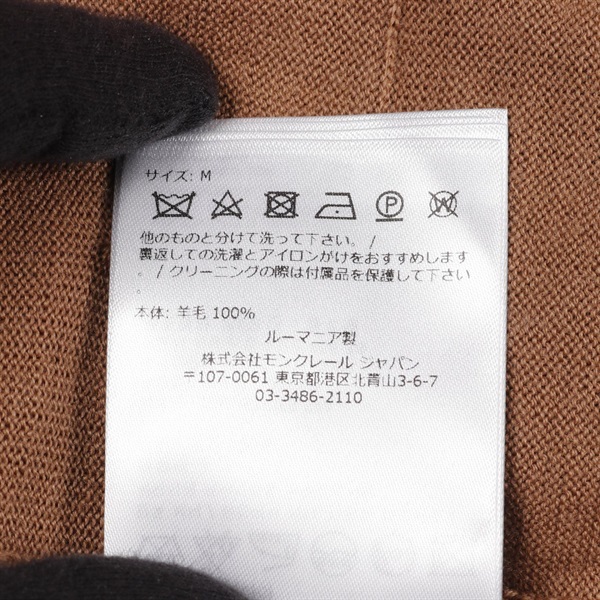 サイズ: M
P W
他のものと分けて洗って下さい。/
裏返しての洗濯とアイロンがけをおすすめします
。/ クリーニングの際は付属品を保護して下さい
。
本体: 羊毛 100%
ルーマニア製
株式会社モンクレール ジャパン
〒107-0061 東京都港区北青山3-6-7
03-3486-2110